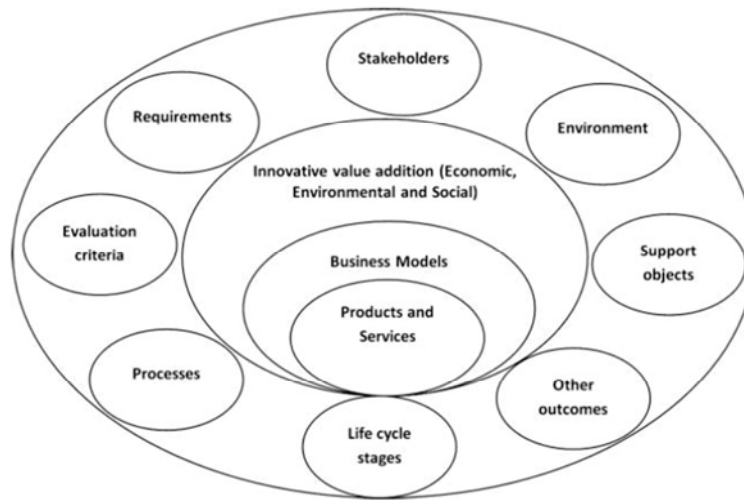 Stakeholders
Requirements
Environment
Innovative value addition (Economic,
Environmental and Social)
Evaluation
criteria
Business Models
Support
objects
Products and
Services
Processes
Other
outcomes
Life cycle
stages